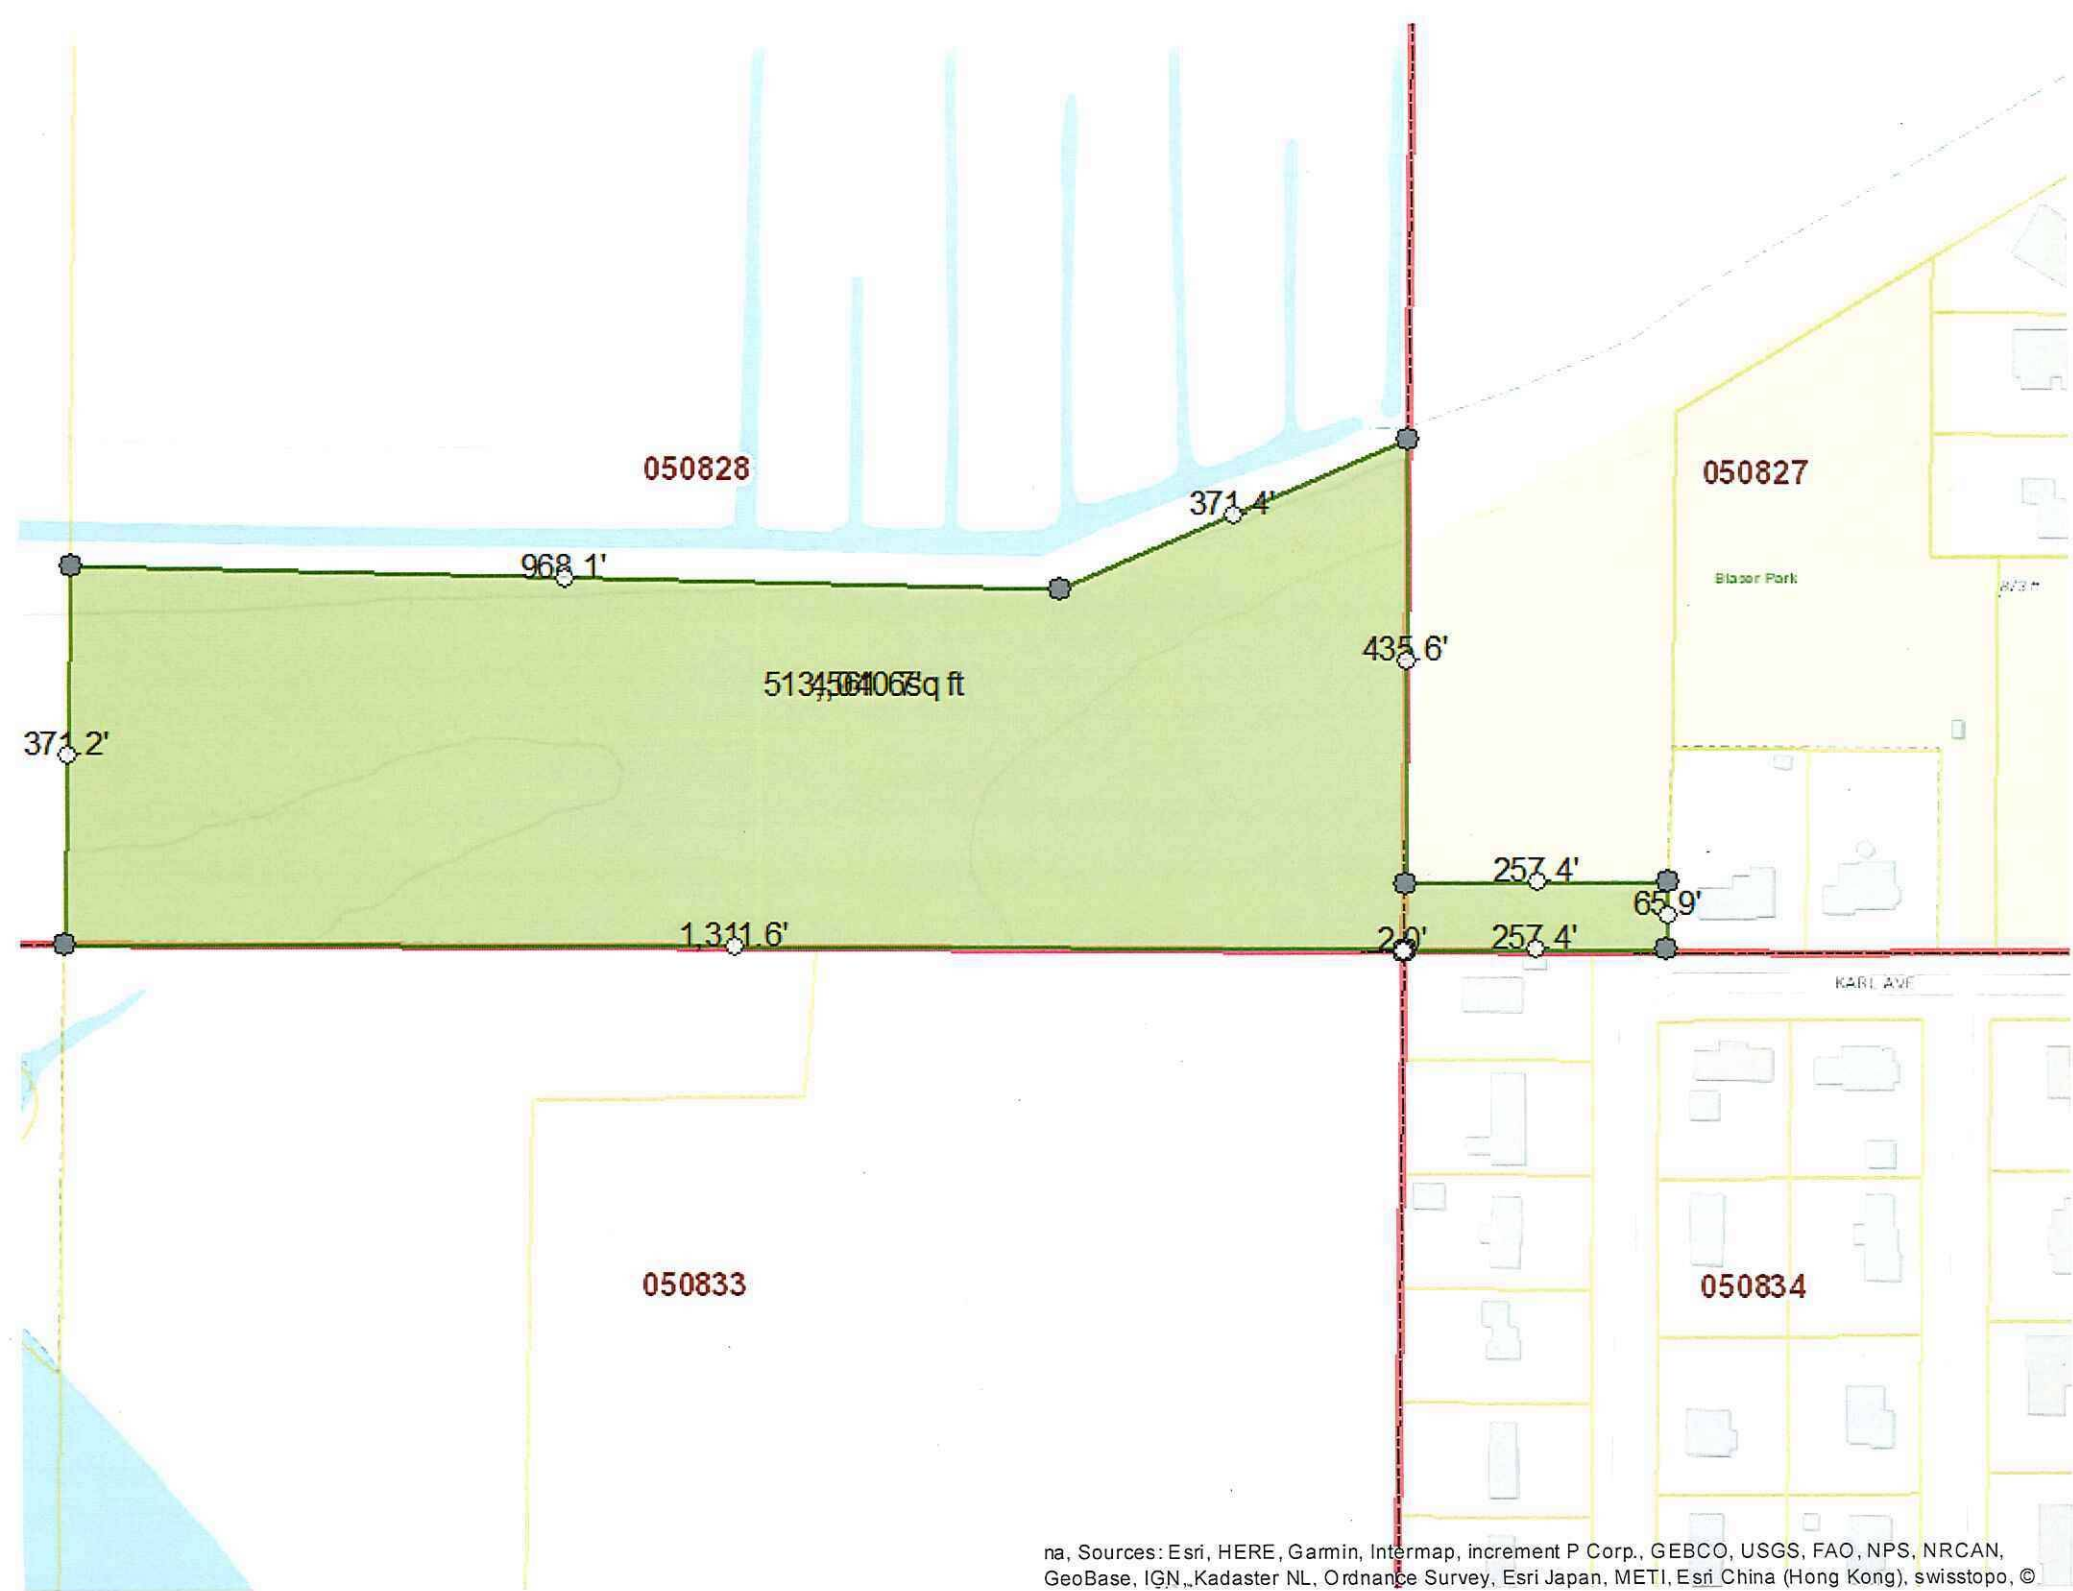 050828
050827
371.4'
968.1'
Blaser Park
873 ft
435.6'
371.2'
257.4'
65.9'
1,311.6'
2.0'
257.4'
KARL AVE
050833
050834
na, Sources: Esri, HERE, Garmin, Intermap, increment P Corp., GEBCO, USGS, FAO, NPS, NRCAN,
GeoBase, IGN, Kadaster NL, Ordnance Survey, Esri Japan, METI, Esri China (Hong Kong), swisstopo, ©